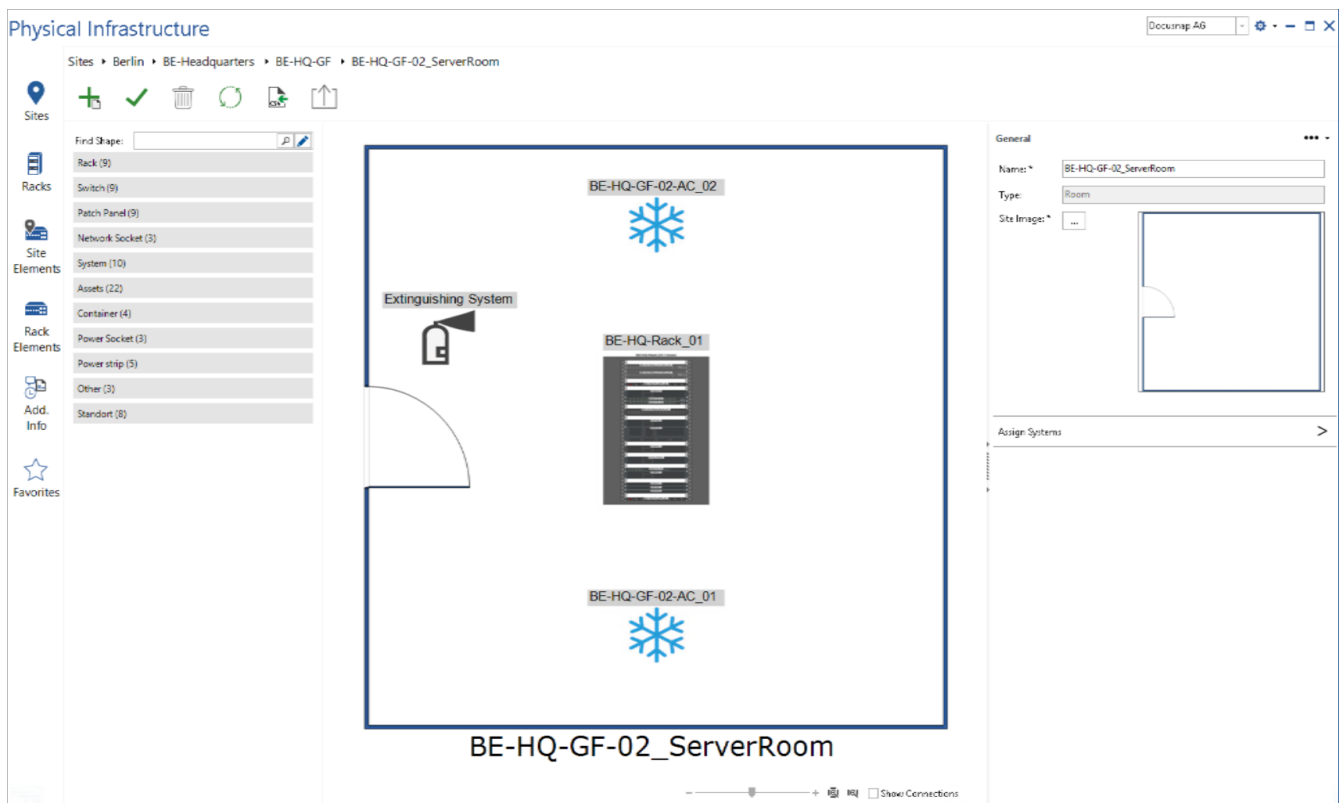 Physical Infrastructure
Docusnap AG
Sites ▸ Berlin ▸ BE-Headquarters ▸ BE-HQ-GF ▸ BE-HQ-GF-02_ServerRoom
Sites
Racks
Site
Elements
Rack
Elements
Add.
Info
Favorites
CSV
Find Shape:
Rack (9)
Switch (9)
Patch Panel (9)
Network Socket (3)
System (10)
Assets (22)
Container (4)
Power Socket (3)
Power strip (5)
Other (3)
Standort (8)
BE-HQ-GF-02-AC_02
Extinguishing System
BE-HQ-Rack_01
BE-HQ-GF-02-AC_01
BE-HQ-GF-02_ServerRoom
Show Connections
General
Name: * BE-HQ-GF-02_ServerRoom
Type: Room
Site Image: * ...
Assign Systems